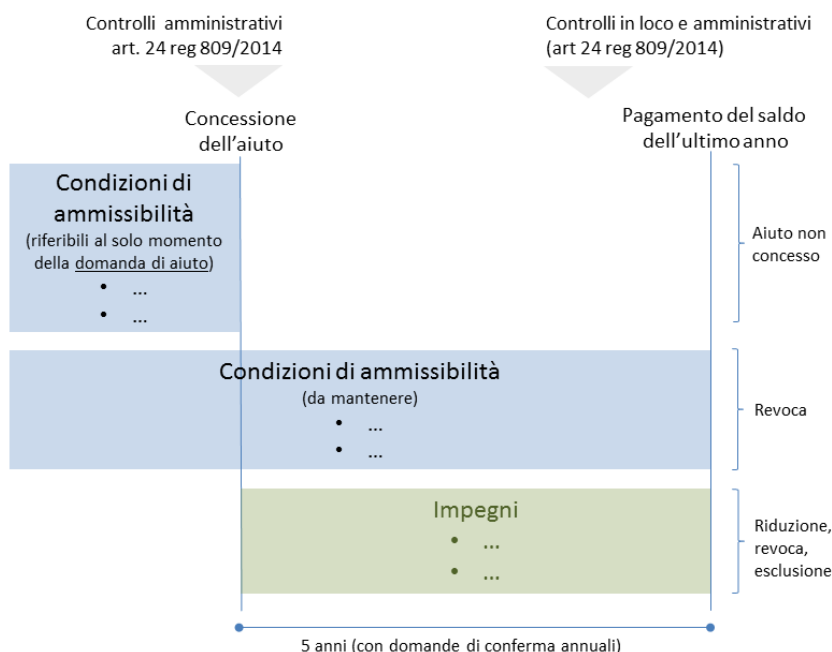 Controlli amministrativi
art. 24 reg 809/2014
Controlli in loco e amministrativi
(art 24 reg 809/2014)
Concessione
dell'aiuto
Pagamento del saldo
dell'ultimo anno
Condizioni di
ammissibilità
(riferibili al solo momento
della domanda di aiuto)
• ...
• ...
Aiuto non
concesso
Condizioni di ammissibilità
(da mantenere)
• ...
• ...
Revoca
Impegni
• ...
• ...
Riduzione,
revoca,
esclusione
5 anni (con domande di conferma annuali)